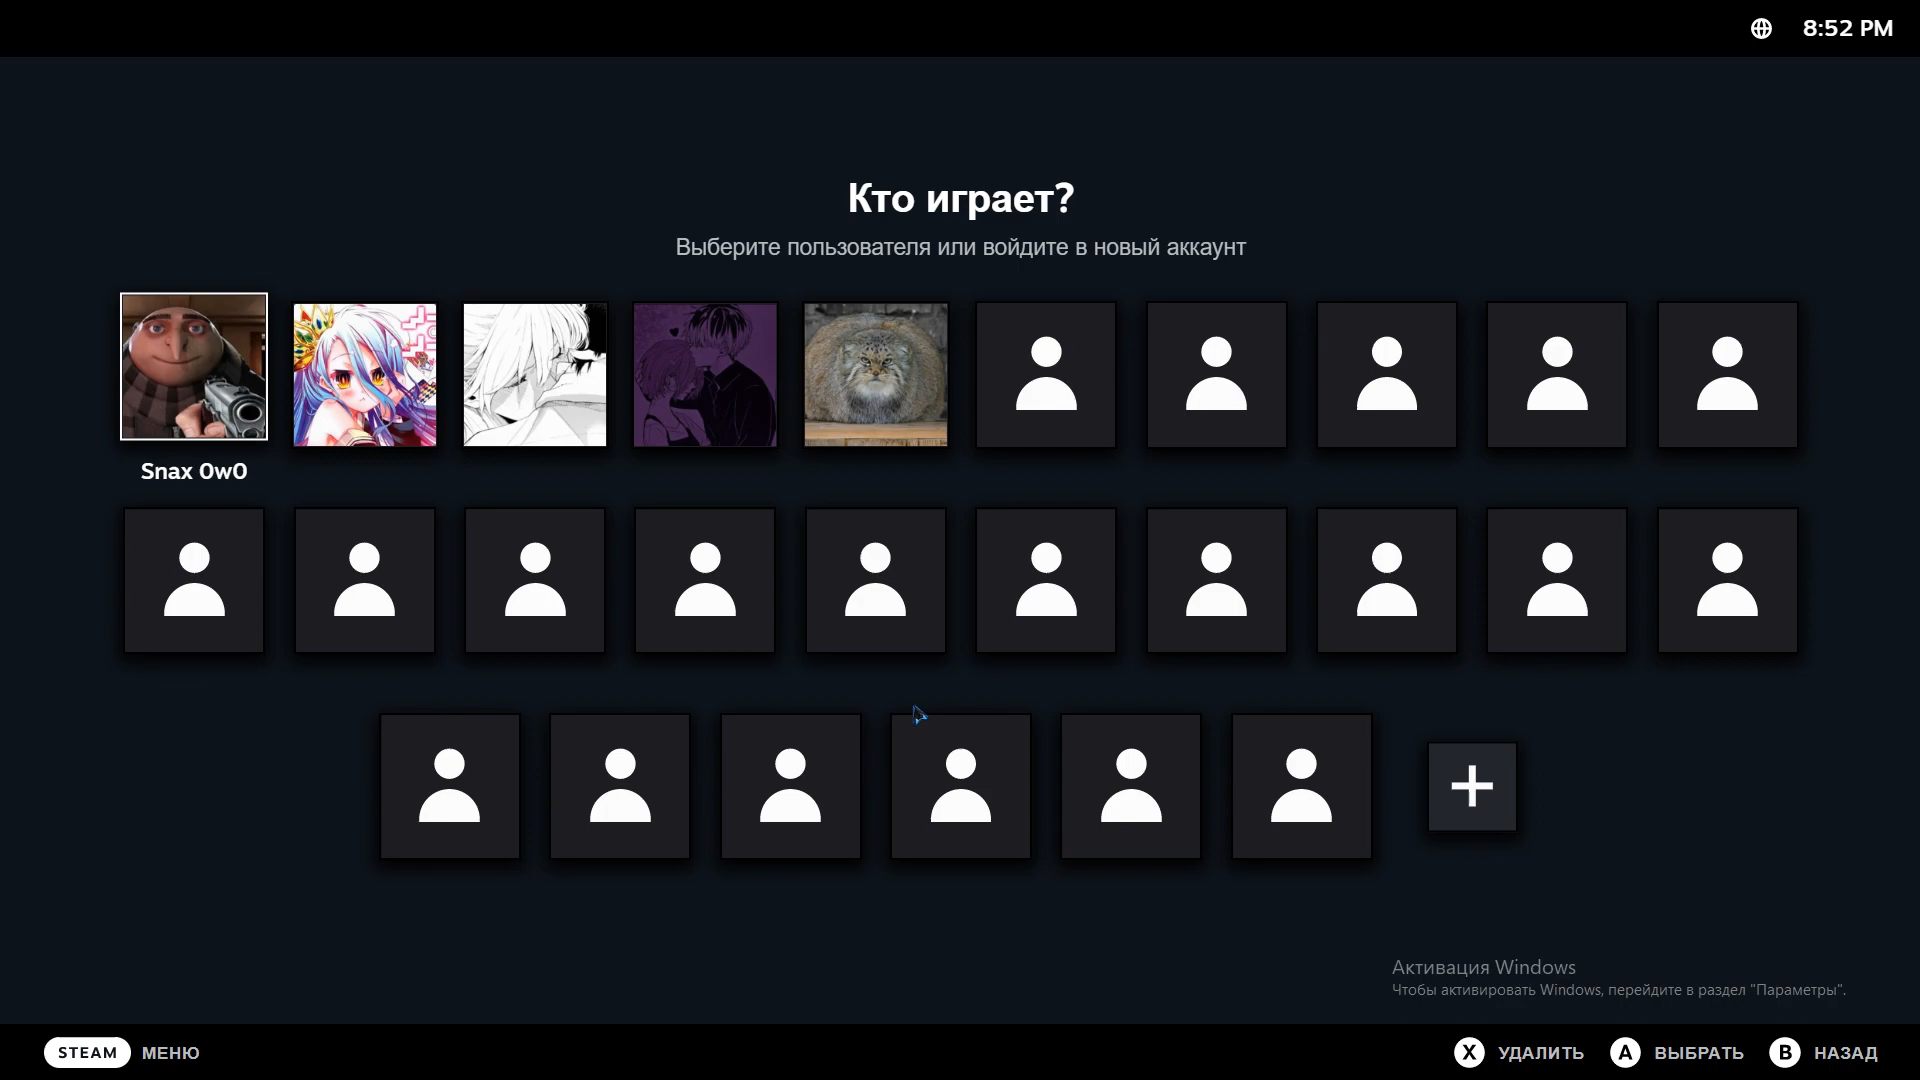 8:52 PM
Кто играет?
Выберите пользователя или войдите в новый аккаунт
Snax 0w0
Активация Windows
Чтобы активировать Windows, перейдите в раздел "Параметры".
STEAM МЕНЮ
X УДАЛИТЬ A ВЫБРАТЬ B НАЗАД